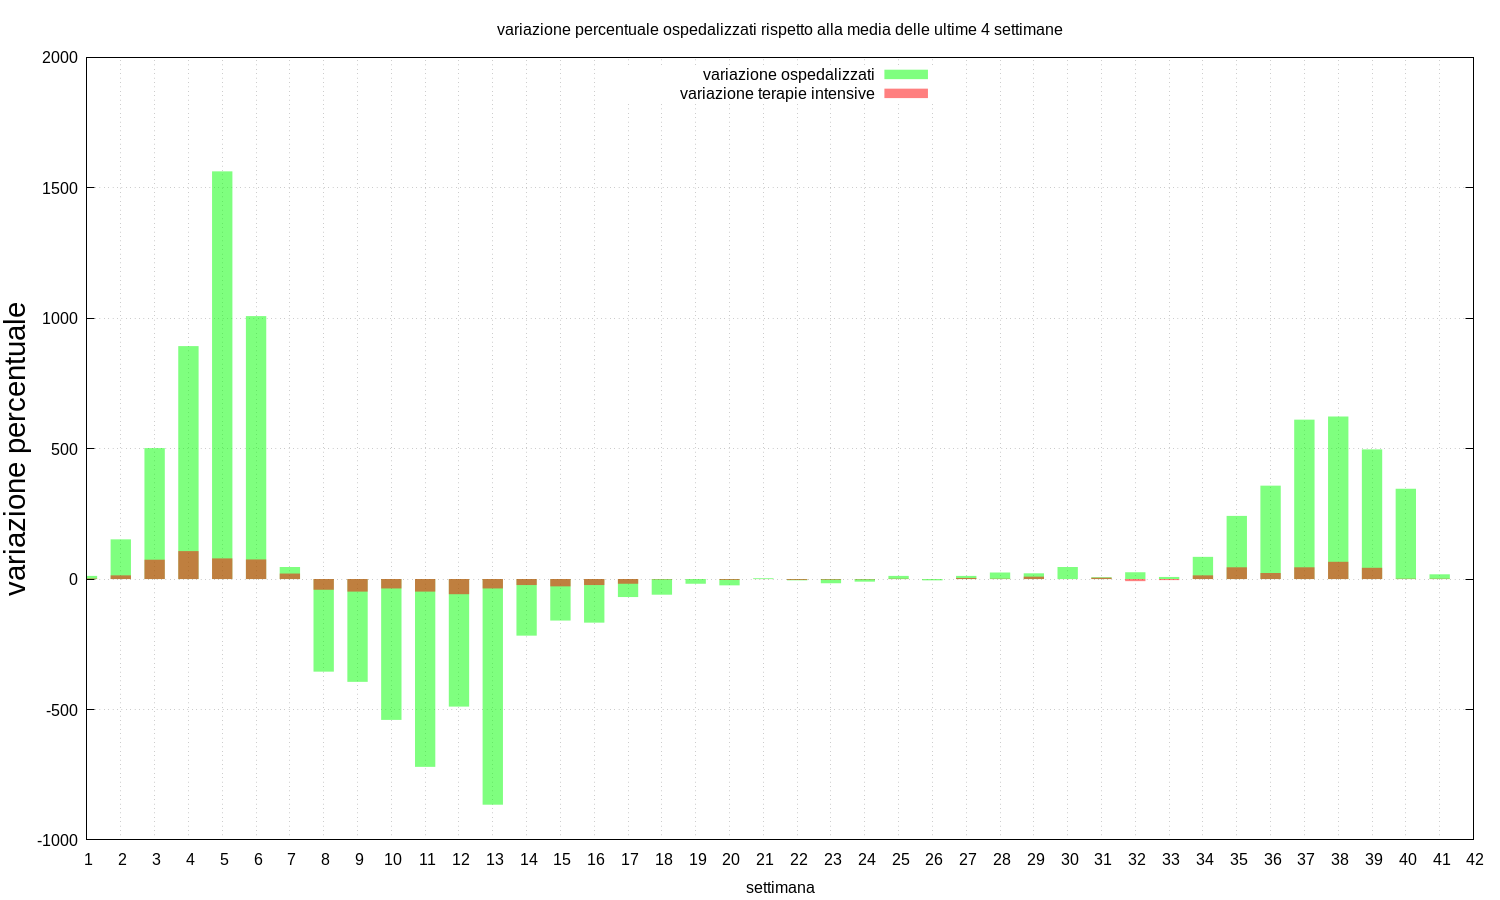 variazione percentuale ospedalizzati rispetto alla media delle ultime 4 settimane
variazione ospedalizzati
variazione terapie intensive
variazione percentuale
2000
1500
1000
500
0
-500
-1000
1 2 3 4 5 6 7 8 9 10 11 12 13 14 15 16 17 18 19 20 21 22 23 24 25 26 27 28 29 30 31 32 33 34 35 36 37 38 39 40 41 42
settimana